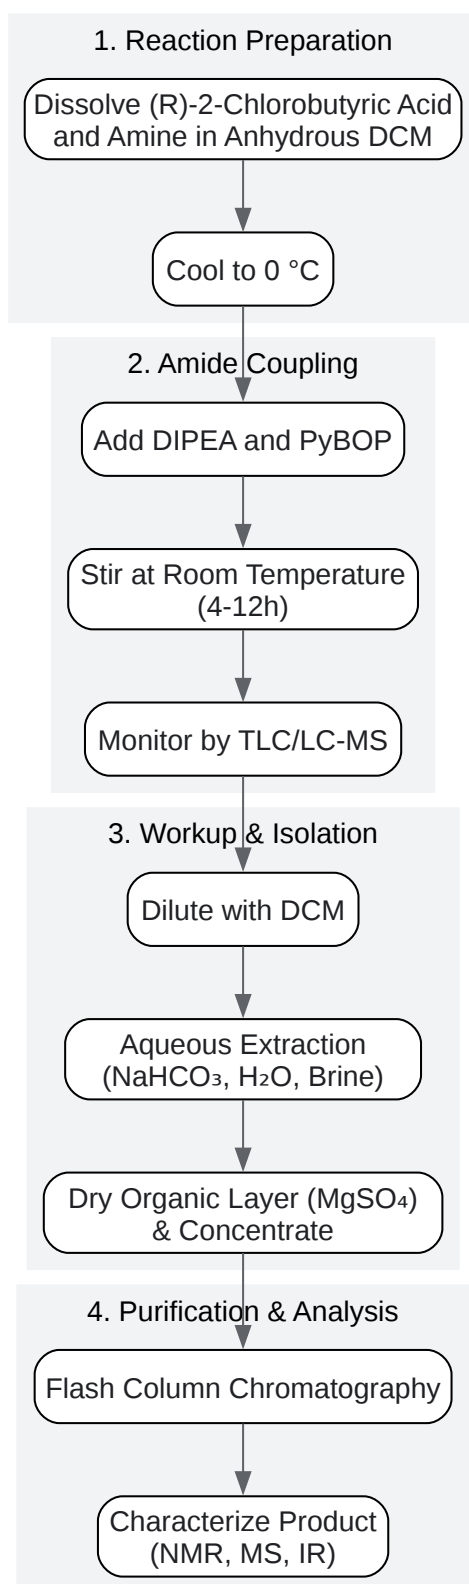 1. Reaction Preparation
Dissolve (R)-2-Chlorobutyric Acid
and Amine in Anhydrous DCM
Cool to 0 °C
2. Amide Coupling
Add DIPEA and PyBOP
Stir at Room Temperature
(4-12h)
Monitor by TLC/LC-MS
3. Workup & Isolation
Dilute with DCM
Aqueous Extraction
(NaHCO₃, H₂O, Brine)
Dry Organic Layer (MgSO₄)
& Concentrate
4. Purification & Analysis
Flash Column Chromatography
Characterize Product
(NMR, MS, IR)